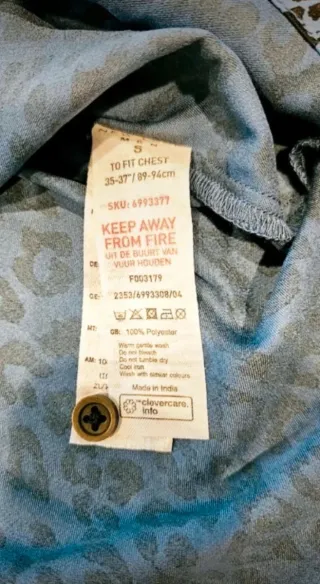 S
TO FIT CHEST
35-37"/89-94cm
SKU: 6993377
KEEP AWAY
FROM FIRE
UIT DE BUURT VAN
VUUR HOUDEN
F003179
2353/6993308/04
GB: 100% Polyester
Warm gentle wash
Do not bleach
Do not tumble dry
Cool iron
Wash with similar colours
Made in India
clevercare.
info